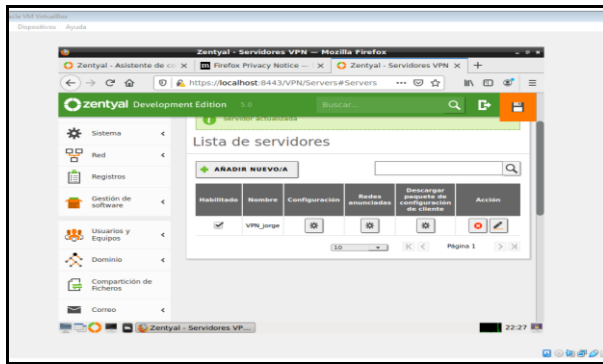 Dispositivos Ayuda
Zentyal - Servidores VPN — Mozilla Firefox
Zentyal - Asistente de co
Firefox Privacy Notice —
Zentyal - Servidores VPN
https://localhost:8443/VPN/Servers#Servers
zentyal Development Edition 5.0
Buscar...
Servidor actualizada
Sistema
Red
Registros
Gestión de
software
Usuarios y
Equipos
Dominio
Compartición de
Ficheros
Correo
Lista de servidores
AÑADIR NUEVO/A
Habilitado Nombre Configuración Redes anunciadas Descargar paquete de configuración de cliente Acción
VPN_jorge
10 Página 1
Zentyal - Servidores VP... 22:27